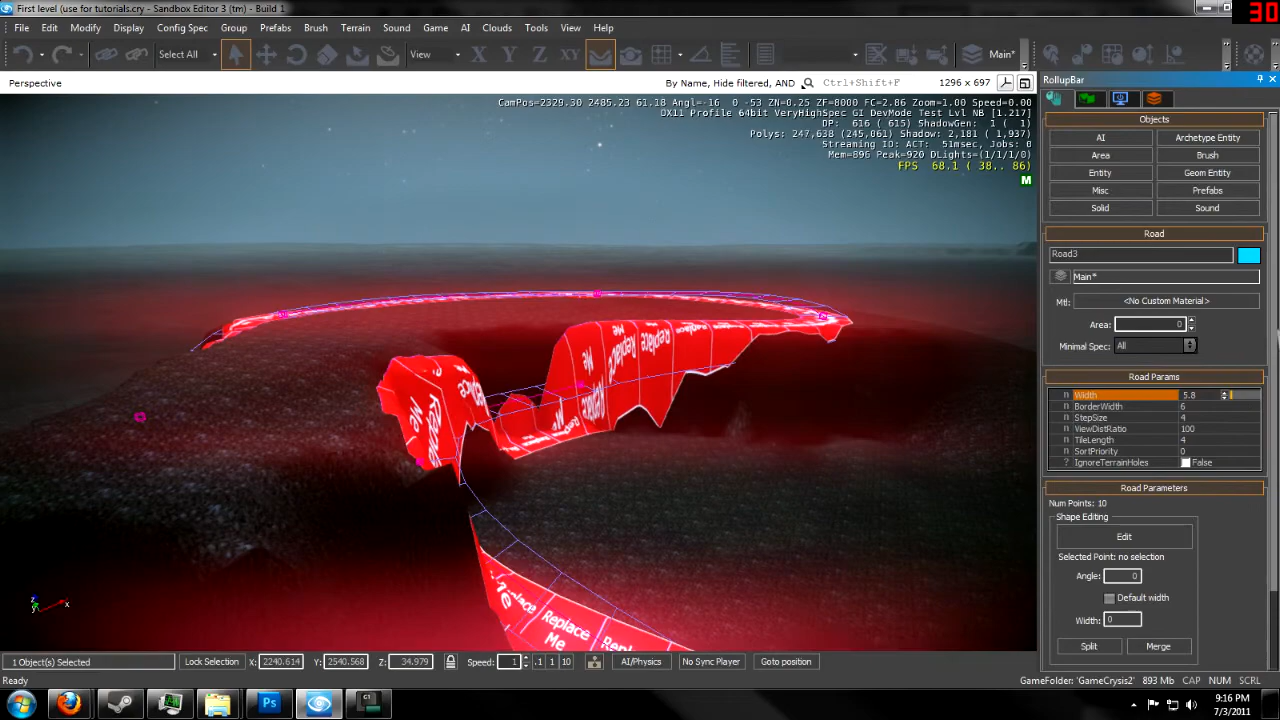 First level (use for tutorials.cry - Sandbox Editor 3 (tm) - Build 1
30
File Edit Modify Display Config Spec Group Prefabs Brush Terrain Sound Game AI Clouds Tools View Help
Select All
X Y Z
View
Main*
Perspective
By Name, Hide filtered, AND
Ctrl+Shift+F
1296 x 697
RollupBar
CamPos=2329.30 2485.23 61.18 Angl=-16 0 -53 ZN=0.25 ZF=8000 FC=2.86 Zoom=1.00 Speed=0.00
DX11 Profile 64bit VeryHighSpec GI DevMode Test Lvl NB [1.217]
DP: 616 ( 615) ShadowGen: 1 ( 1)
Polys: 247,638 (245,061) Shadow: 2,181 ( 1,937)
Streaming IO: ACT: 51msec, Jobs: 0
Mem=896 Peak=920 DLights=(1/1/1/0)
FPS 68.1 ( 38.. 86)
M
Objects
AI
Archetype Entity
Area
Brush
Entity
Geom Entity
Misc
Prefabs
Solid
Sound
Road
Road3
Main*
Mtl:
<No Custom Material>
Area:
0
Minimal Spec:
All
Road Params
Width 5.8
BorderWidth 6
StepSize 4
ViewDistRatio 100
TileLength 4
SortPriority 0
IgnoreTerrainHoles False
Road Parameters
Num Points: 10
Shape Editing
Edit
Selected Point: no selection
Angle: 0
Default width
Width: 0
Split
Merge
Replace Me
Replace Me
Replace Me
Replace Me
z
y
x
1 Object(s) Selected
Lock Selection
X: 2240.614
Y: 2540.568
Z: 34.979
Speed: 1
.1 1 10
AI/Physics
No Sync Player
Goto position
Ready
GameFolder: 'GameCrysis2'
893 Mb
CAP
NUM
SCRL
Ps
9:16 PM
7/3/2011